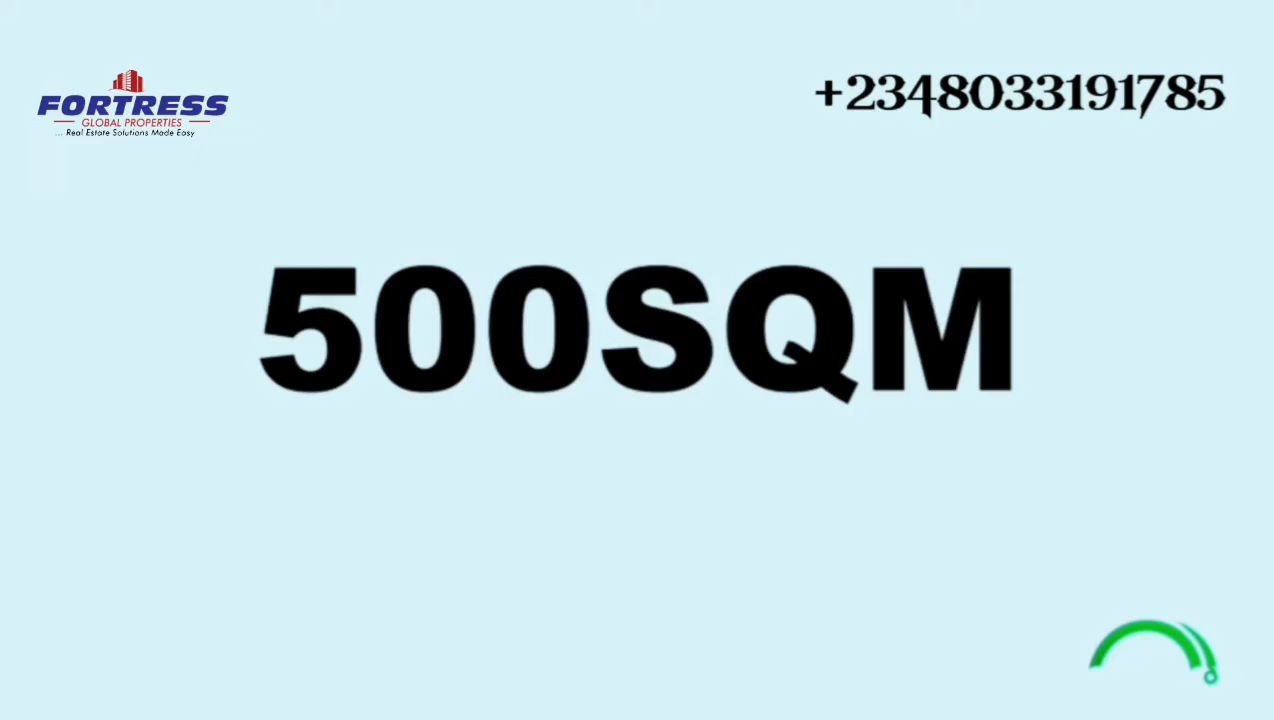 FORTRESS
GLOBAL PROPERTIES
... Real Estate Solutions Made Easy
+2348033191785
500SQM